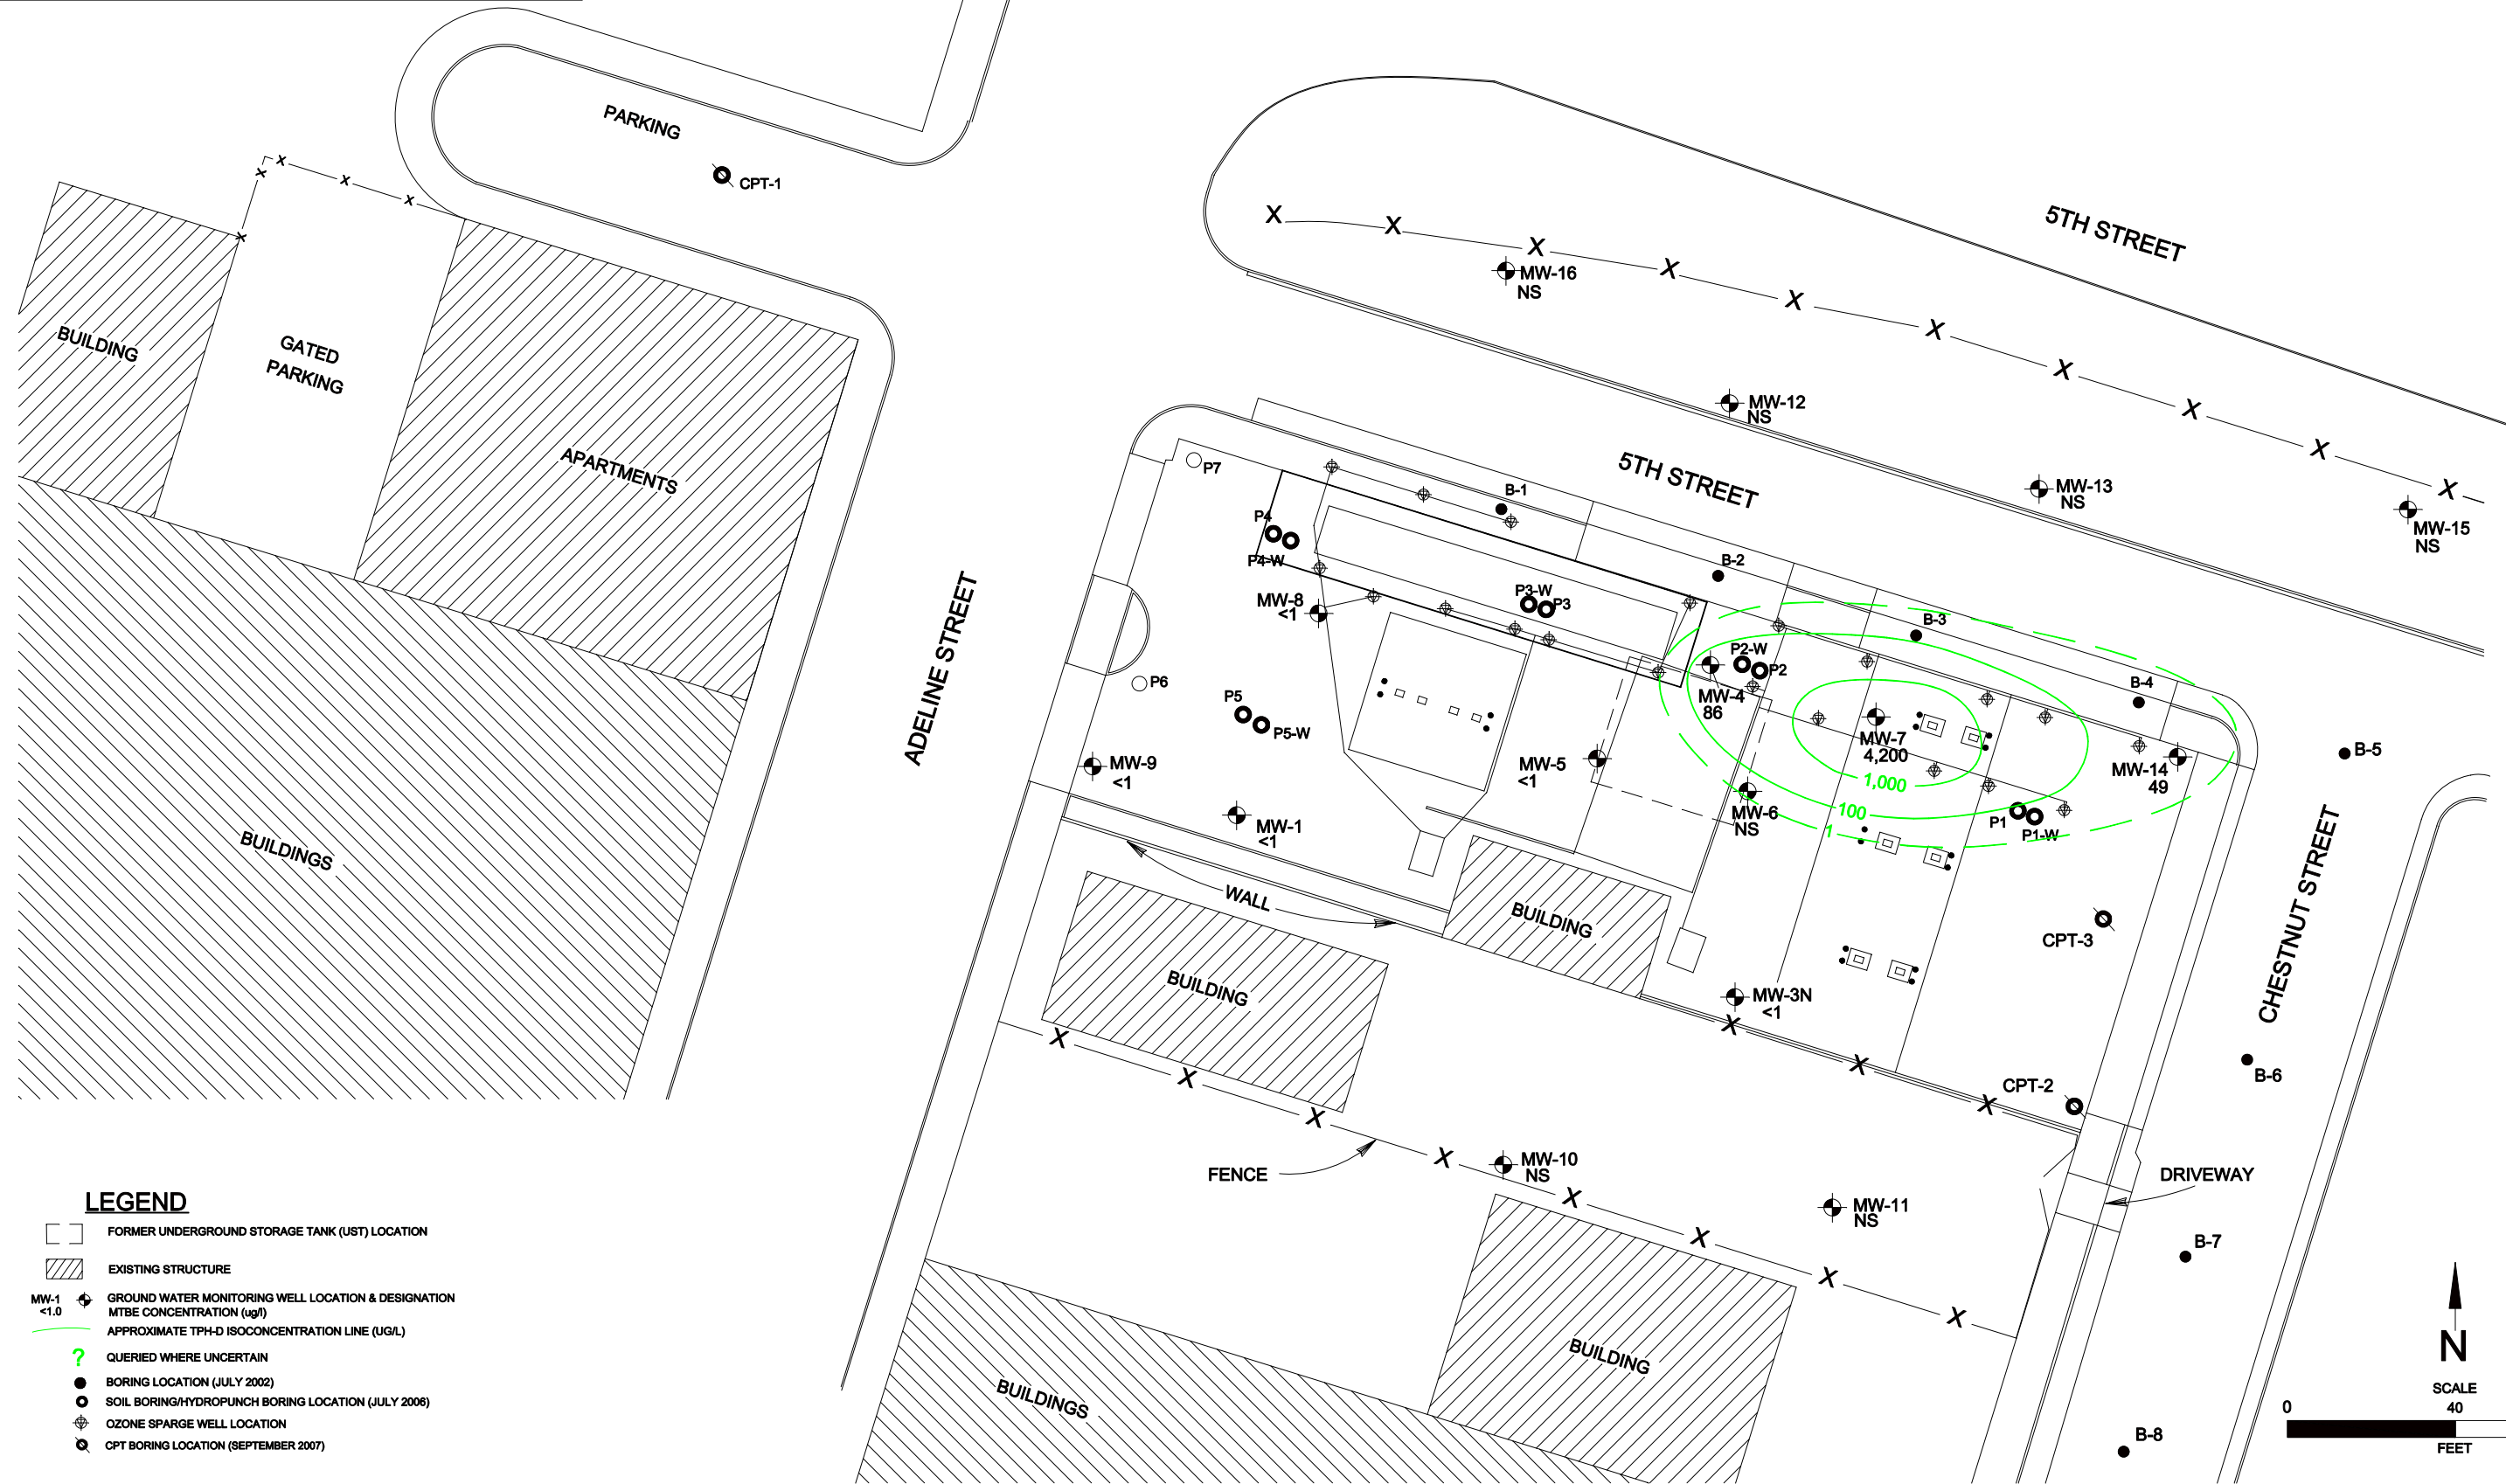 PARKING
CPT-1
5TH STREET
MW-16
NS
BUILDING
GATED
PARKING
APARTMENTS
MW-12
NS
5TH STREET
MW-13
NS
MW-15
NS
P7
B-1
P4
P4-W
B-2
P3-W
P3
MW-8
<1
B-3
P2-W
P2
P6
B-4
MW-4
86
P5
P5-W
ADELINE STREET
MW-7
4,200
B-5
MW-5
<1
MW-14
49
MW-9
<1
1,000
100
1
MW-6
NS
P1
P1-W
MW-1
<1
BUILDINGS
WALL
BUILDING
CPT-3
CHESTNUT STREET
BUILDING
MW-3N
<1
CPT-2
B-6
FENCE
MW-10
NS
MW-11
NS
DRIVEWAY
B-7
BUILDING
BUILDINGS
B-8
LEGEND
FORMER UNDERGROUND STORAGE TANK (UST) LOCATION
EXISTING STRUCTURE
MW-1
<1.0
GROUND WATER MONITORING WELL LOCATION & DESIGNATION
MTBE CONCENTRATION (ug/l)
APPROXIMATE TPH-D ISOCONCENTRATION LINE (UG/L)
? QUERIED WHERE UNCERTAIN
BORING LOCATION (JULY 2002)
SOIL BORING/HYDROPUNCH BORING LOCATION (JULY 2006)
OZONE SPARGE WELL LOCATION
CPT BORING LOCATION (SEPTEMBER 2007)
N
SCALE
0 40
FEET